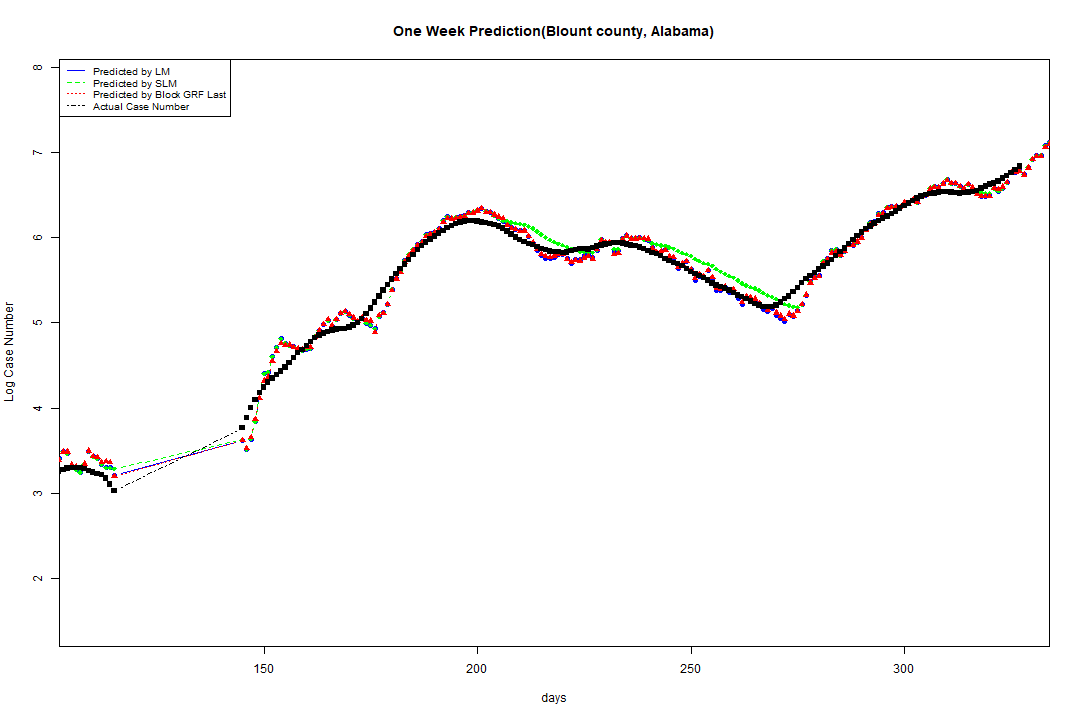 One Week Prediction(Blount county, Alabama)
Predicted by LM
Predicted by SLM
Predicted by Block GRF Last
Actual Case Number
8
7
6
5
4
3
2
Log Case Number
150 200 250 300
days